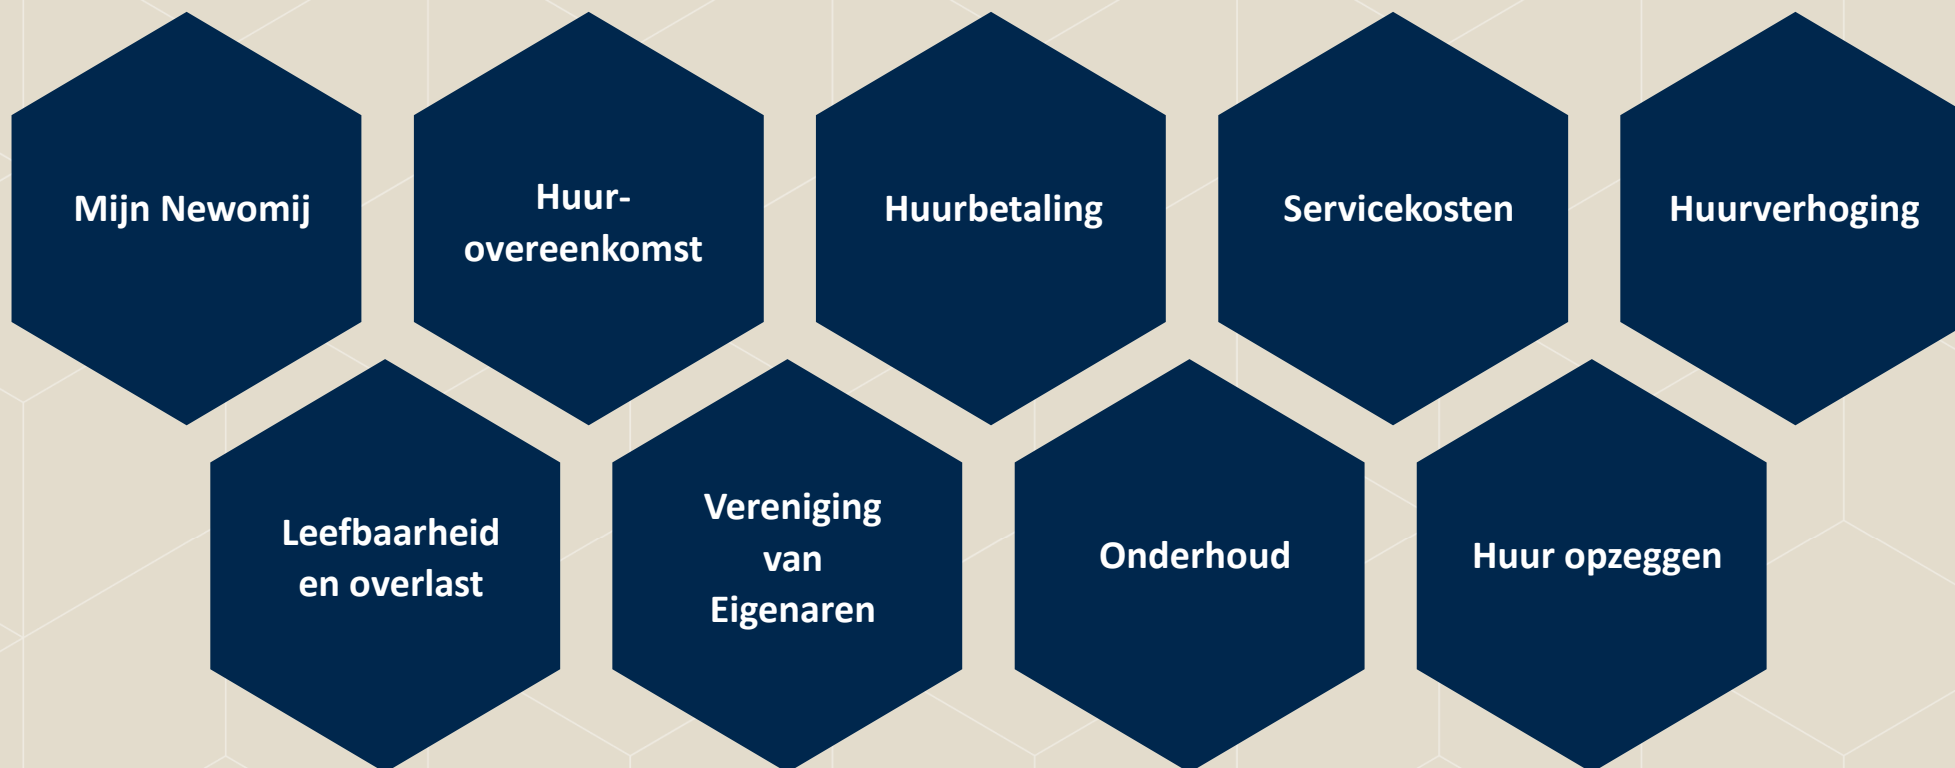 Mijn Newomij
Huur-
overeenkomst
Huurbetaling
Servicekosten
Huurverhoging
Leefbaarheid
en overlast
Vereniging
van
Eigenaren
Onderhoud
Huur opzeggen